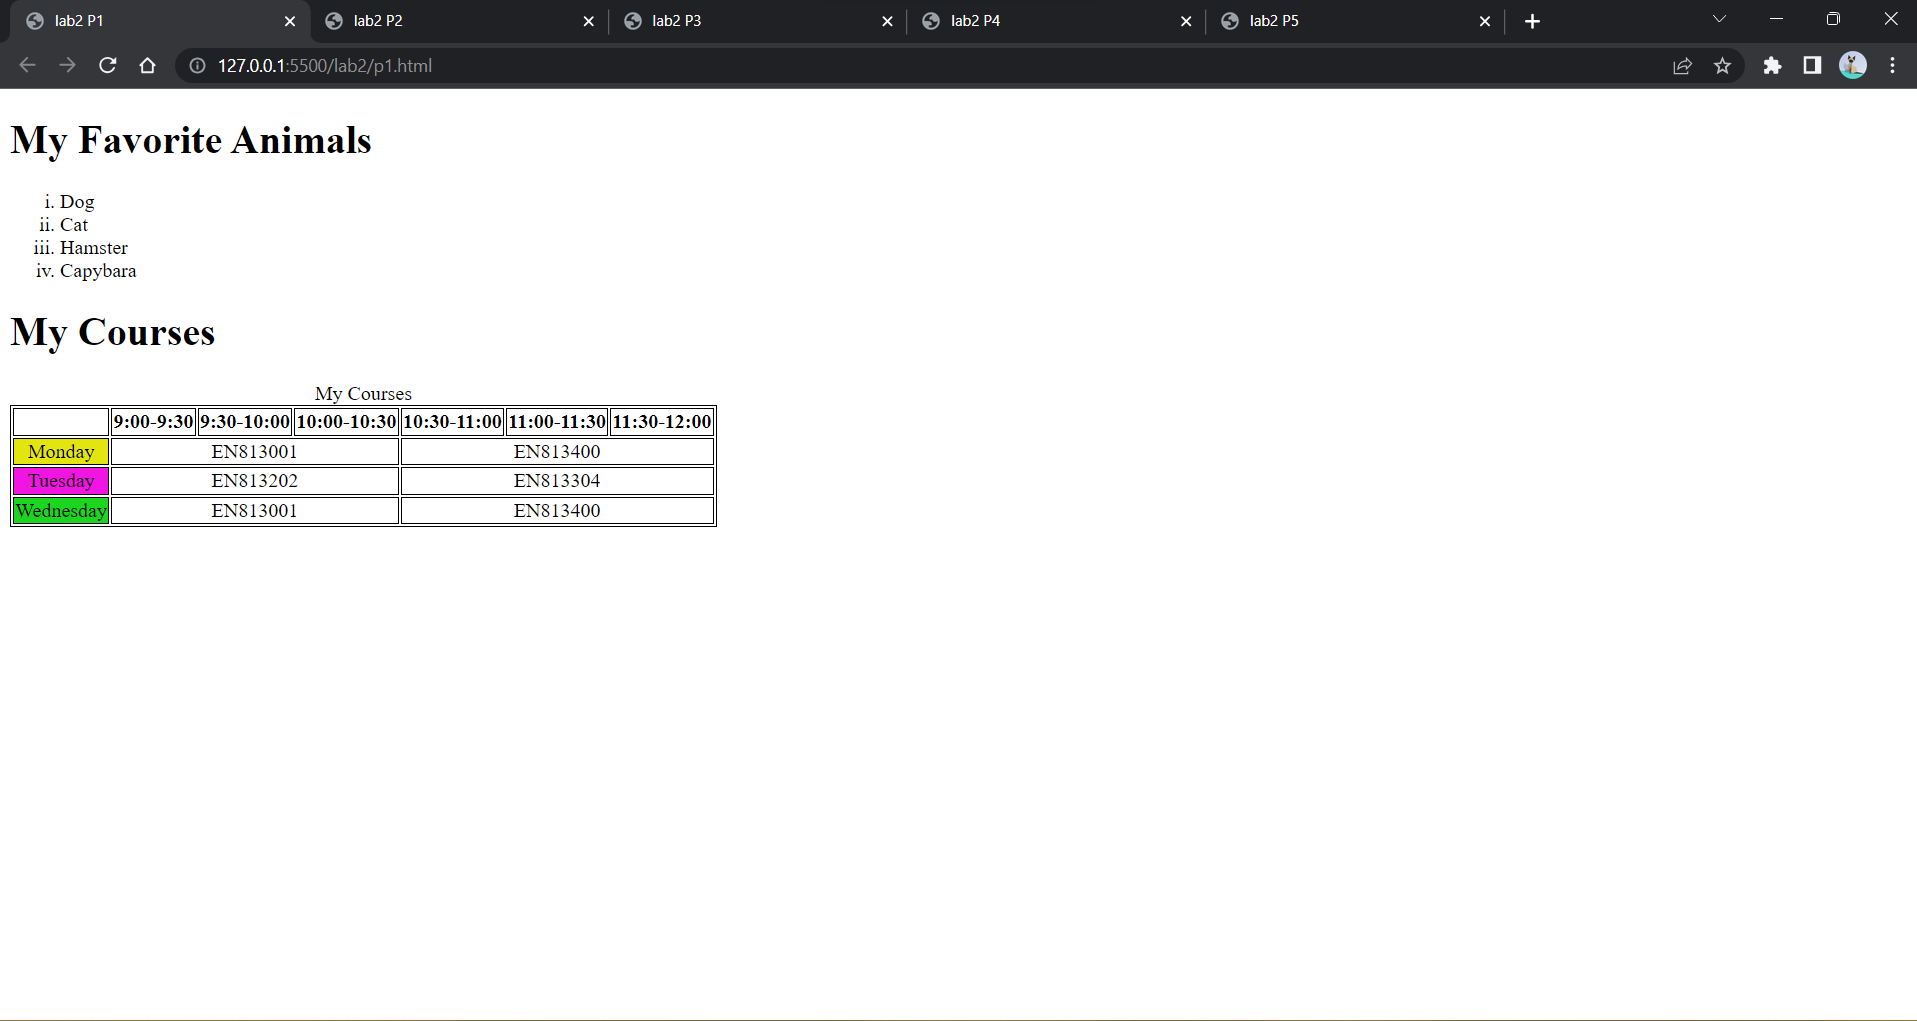 lab2 P1 lab2 P2 lab2 P3 lab2 P4 lab2 P5
127.0.0.1:5500/lab2/p1.html
My Favorite Animals
i. Dog
ii. Cat
iii. Hamster
iv. Capybara
My Courses
My Courses
9:00-9:30 9:30-10:00 10:00-10:30 10:30-11:00 11:00-11:30 11:30-12:00
Monday EN813001 EN813400
Tuesday EN813202 EN813304
Wednesday EN813001 EN813400